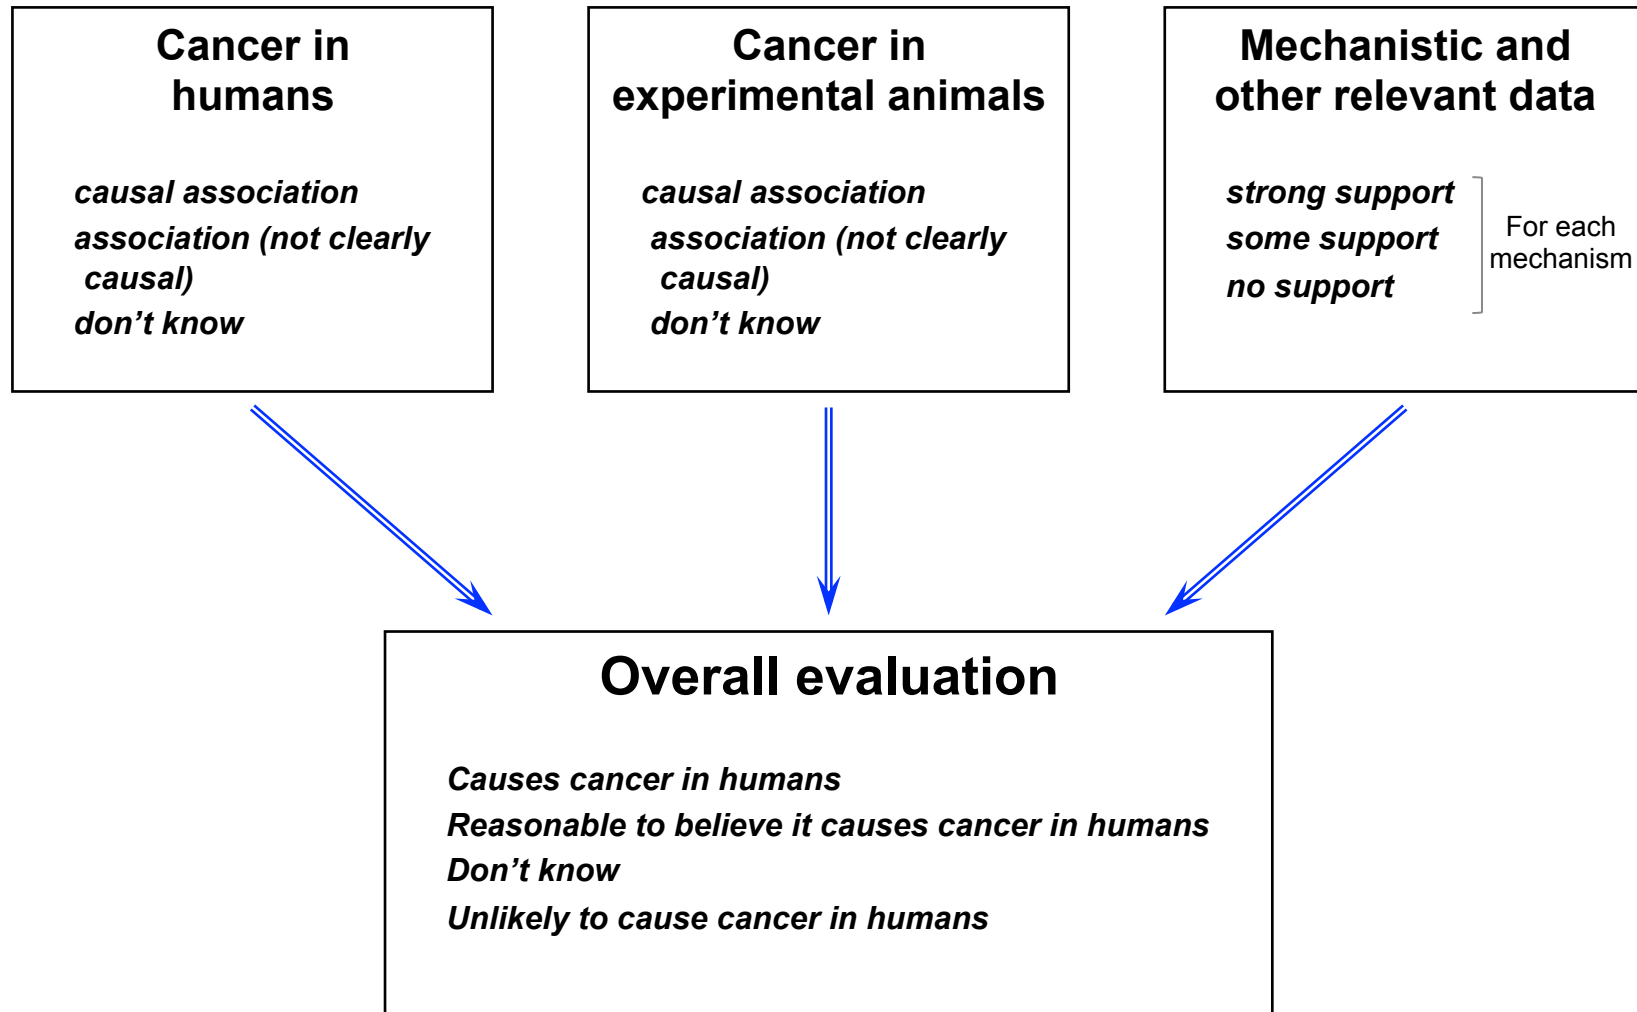 Cancer in
humans
causal association
association (not clearly
causal)
don’t know
Cancer in
experimental animals
causal association
association (not clearly
causal)
don’t know
Mechanistic and
other relevant data
strong support
some support
no support
For each
mechanism
Overall evaluation
Causes cancer in humans
Reasonable to believe it causes cancer in humans
Don’t know
Unlikely to cause cancer in humans